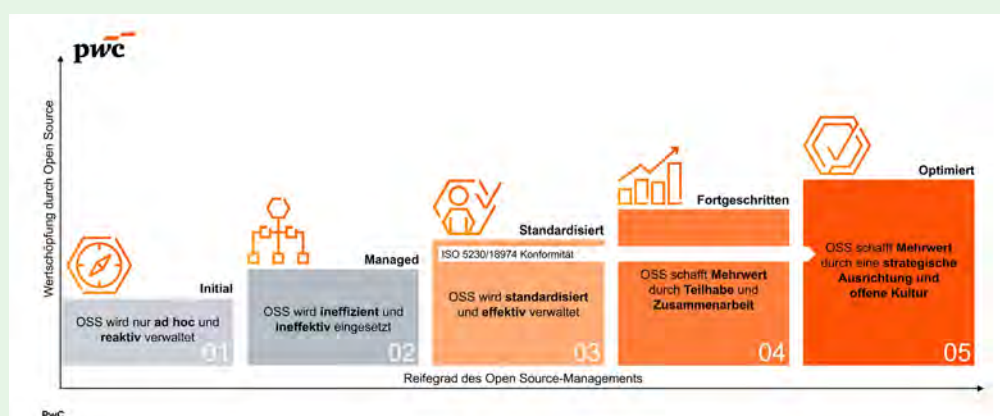 pwc
Wertschöpfung durch Open Source
Initial
OSS wird nur ad hoc und
reaktiv verwaltet
01
Managed
OSS wird ineffizient und
ineffektiv eingesetzt
02
Standardisiert
ISO 5230/18974 Konformität
OSS wird standardisiert
und effektiv verwaltet
03
Fortgeschritten
OSS schafft Mehrwert
durch Teilhabe und
Zusammenarbeit
04
Optimiert
OSS schafft Mehrwert
durch eine strategische
Ausrichtung und
offene Kultur
05
Reifegrad des Open Source-Managements
PwC